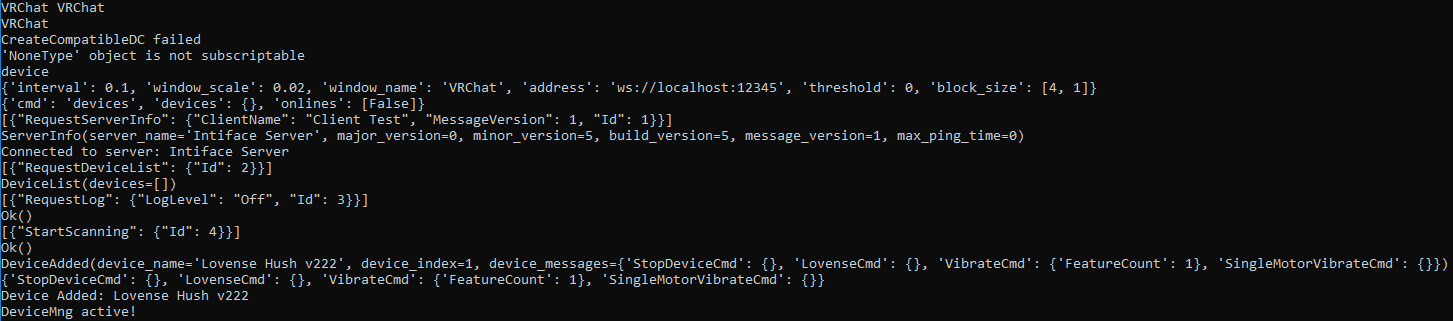 VRChat VRChat
VRChat
CreateCompatibleDC failed
'NoneType' object is not subscriptable
device
{'interval': 0.1, 'window_scale': 0.02, 'window_name': 'VRChat', 'address': 'ws://localhost:12345', 'threshold': 0, 'block_size': [4, 1]}
{'cmd': 'devices', 'devices': {}, 'onlines': [False]}
[{"RequestServerInfo": {"ClientName": "Client Test", "MessageVersion": 1, "Id": 1}}]
ServerInfo(server_name='Intiface Server', major_version=0, minor_version=5, build_version=5, message_version=1, max_ping_time=0)
Connected to server: Intiface Server
[{"RequestDeviceList": {"Id": 2}}]
DeviceList(devices=[])
[{"RequestLog": {"LogLevel": "Off", "Id": 3}}]
Ok()
[{"StartScanning": {"Id": 4}}]
Ok()
DeviceAdded(device_name='Lovense Hush v222', device_index=1, device_messages={'StopDeviceCmd': {}, 'LovenseCmd': {}, 'VibrateCmd': {'FeatureCount': 1}, 'SingleMotorVibrateCmd': {}})
{'StopDeviceCmd': {}, 'LovenseCmd': {}, 'VibrateCmd': {'FeatureCount': 1}, 'SingleMotorVibrateCmd': {}}
Device Added: Lovense Hush v222
DeviceMng active!